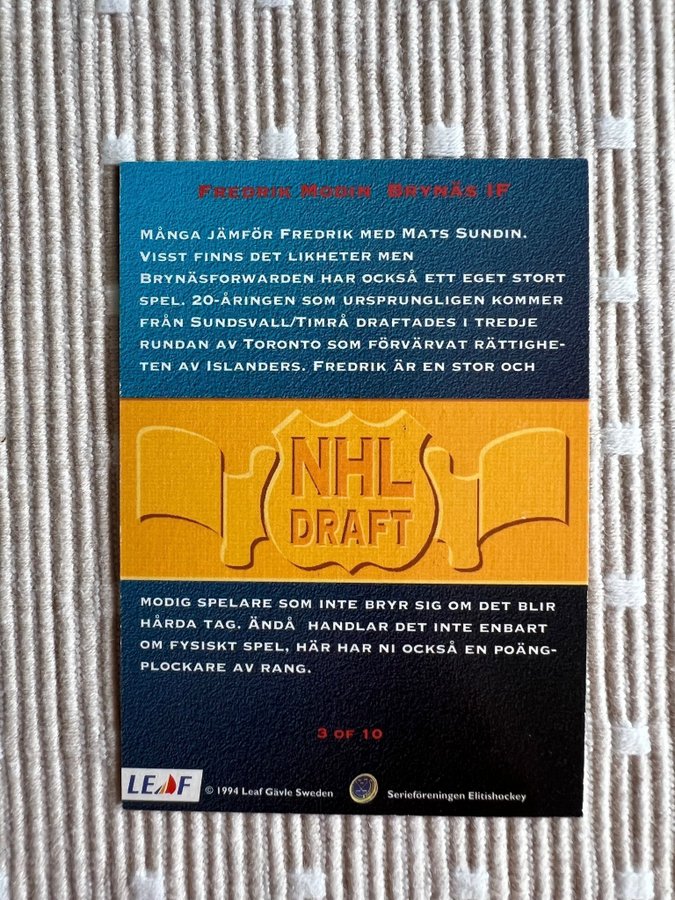 FREDRIK MODIN BRYNÄS IF
MÅNGA JÄMFÖR FREDRIK MED MATS SUNDIN.
VISST FINNS DET LIKHETER MEN
BRYNÄSFORWARDEN HAR OCKSÅ ETT EGET STORT
SPEL. 20-ÅRINGEN SOM URSPRUNGLIGEN KOMMER
FRÅN SUNDSVALL/TIMRÅ DRAFTADES I TREDJE
RUNDAN AV TORONTO SOM FÖRVÄRVAT RÄTTIGHE-
TEN AV ISLANDERS. FREDRIK ÄR EN STOR OCH
NHL
DRAFT
MODIG SPELARE SOM INTE BRYR SIG OM DET BLIR
HÅRDA TAG. ÄNDÅ HANDLAR DET INTE ENBART
OM FYSISKT SPEL, HÄR HAR NI OCKSÅ EN POÄNG-
PLOCKARE AV RANG.
3 OF 10
LEAF © 1994 Leaf Gävle Sweden Serieföreningen Elitishockey